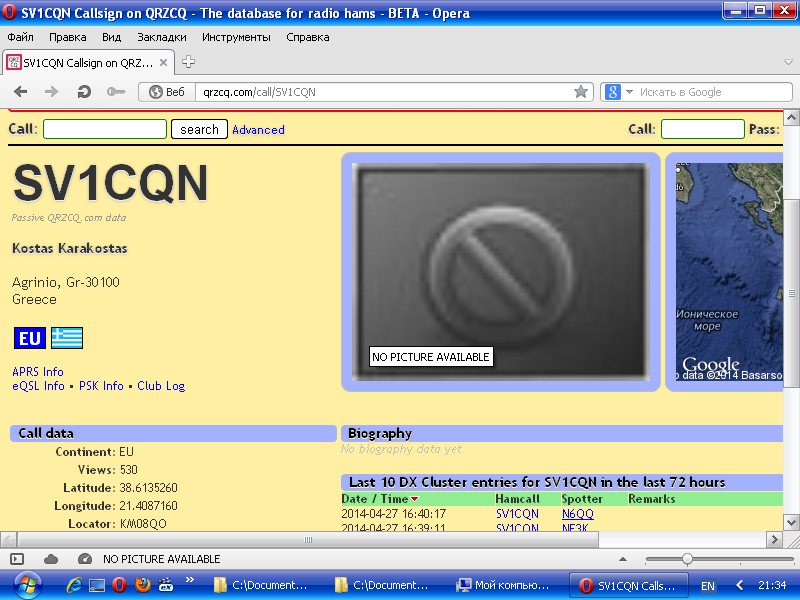 SV1CQN Callsign on QRZCQ - The database for radio hams - BETA - Opera
Файл Правка Вид Закладки Инструменты Справка
SV1CQN Callsign on QRZ...
Веб qrzcq.com/call/SV1CQN Искать в Google
Call: search Advanced Call: Pass:
SV1CQN
Passive QRZCQ.com data
Kostas Karakostas
Agrinio, Gr-30100
Greece
EU
APRS Info
eQSL Info • PSK Info • Club Log
NO PICTURE AVAILABLE
Ионическое
море
Google
data ©2014 Basarso
Call data
Continent: EU
Views: 530
Latitude: 38.6135260
Longitude: 21.4087160
Locator: KM08QO
Biography
No biography data yet
Last 10 DX Cluster entries for SV1CQN in the last 72 hours
Date / Time Hamcall Spotter Remarks
2014-04-27 16:40:17 SV1CQN N6QQ
2014-04-27 16:39:11 SV1CQN NE3K
NO PICTURE AVAILABLE
C:\Document... C:\Document... Мой компью... SV1CQN Calls... EN 21:34